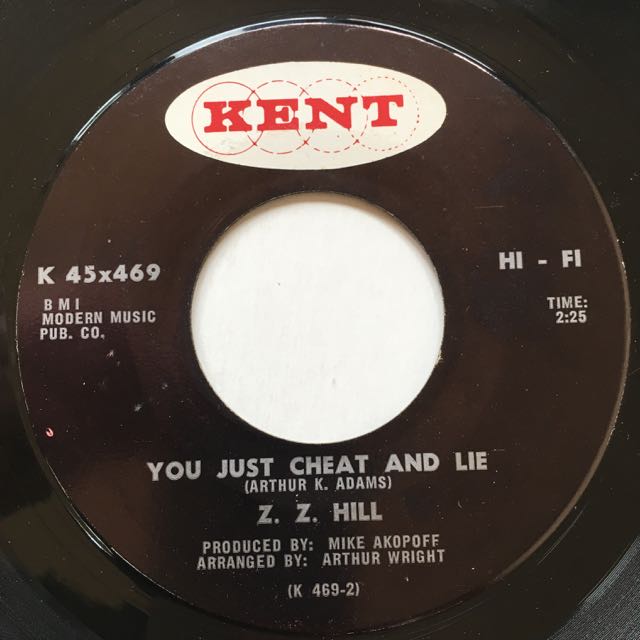 KENT
K 45x469
B M I
MODERN MUSIC
PUB. CO.
HI - FI
TIME:
2:25
YOU JUST CHEAT AND LIE
(ARTHUR K. ADAMS)
Z. Z. HILL
PRODUCED BY: MIKE AKOPOFF
ARRANGED BY: ARTHUR WRIGHT
(K 469-2)